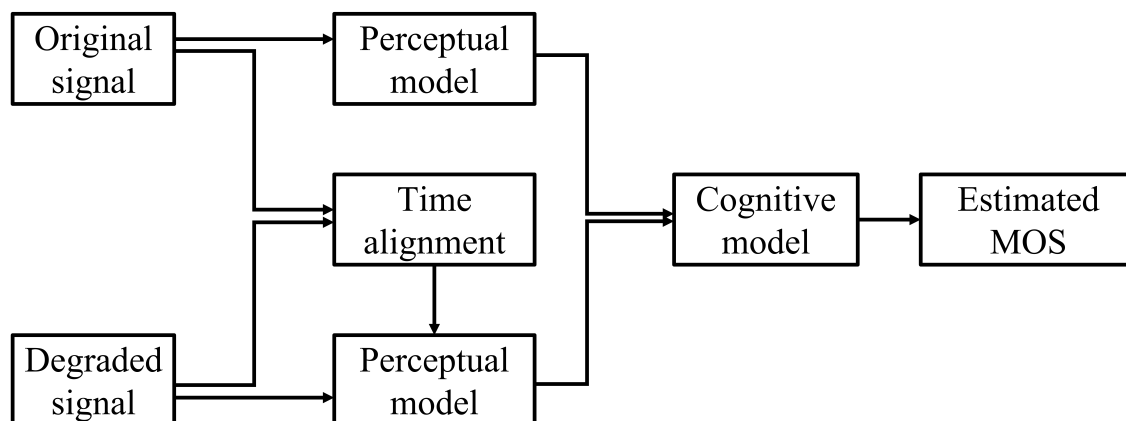 Original
signal
Perceptual
model
Time
alignment
Cognitive
model
Estimated
MOS
Degraded
signal
Perceptual
model